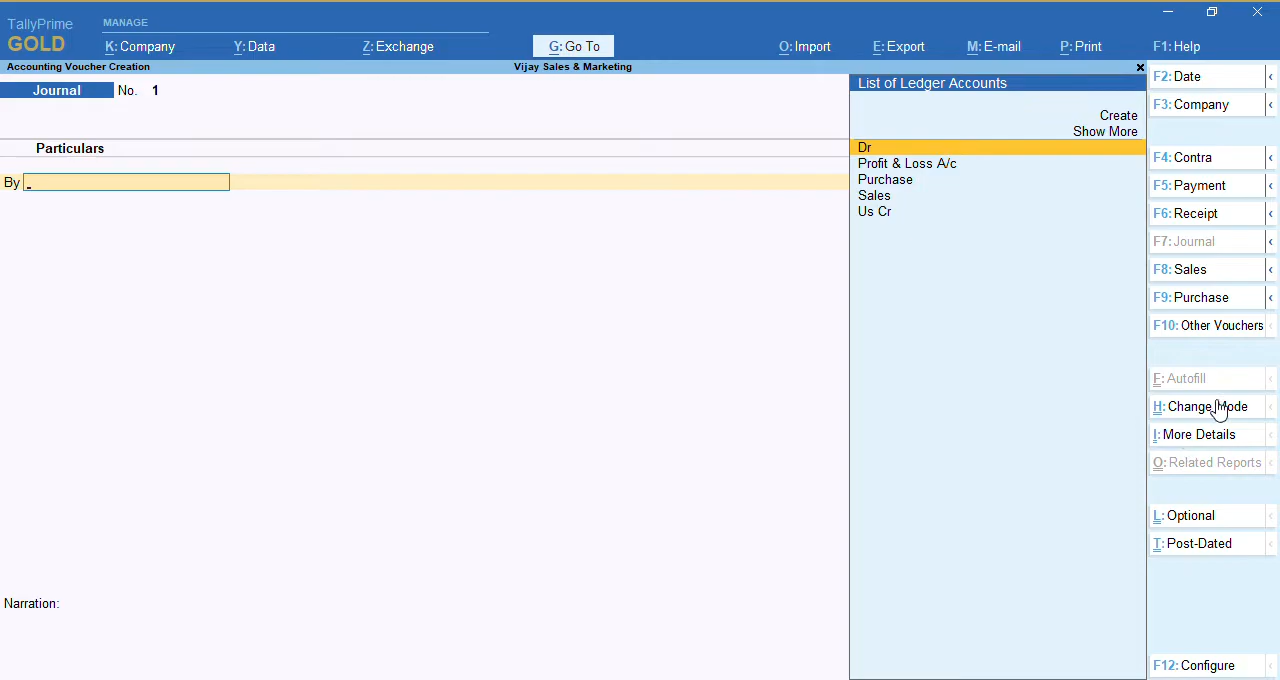 TallyPrime
GOLD
MANAGE
K: Company
Y: Data
Z: Exchange
G: Go To
O: Import
E: Export
M: E-mail
P: Print
F1: Help
Accounting Voucher Creation
Vijay Sales & Marketing
Journal No. 1
Particulars
By
Narration:
List of Ledger Accounts
Create
Show More
Dr
Profit & Loss A/c
Purchase
Sales
Us Cr
F2: Date
F3: Company
F4: Contra
F5: Payment
F6: Receipt
F7: Journal
F8: Sales
F9: Purchase
F10: Other Vouchers
F: Autofill
H: Change Mode
I: More Details
O: Related Reports
L: Optional
T: Post-Dated
F12: Configure